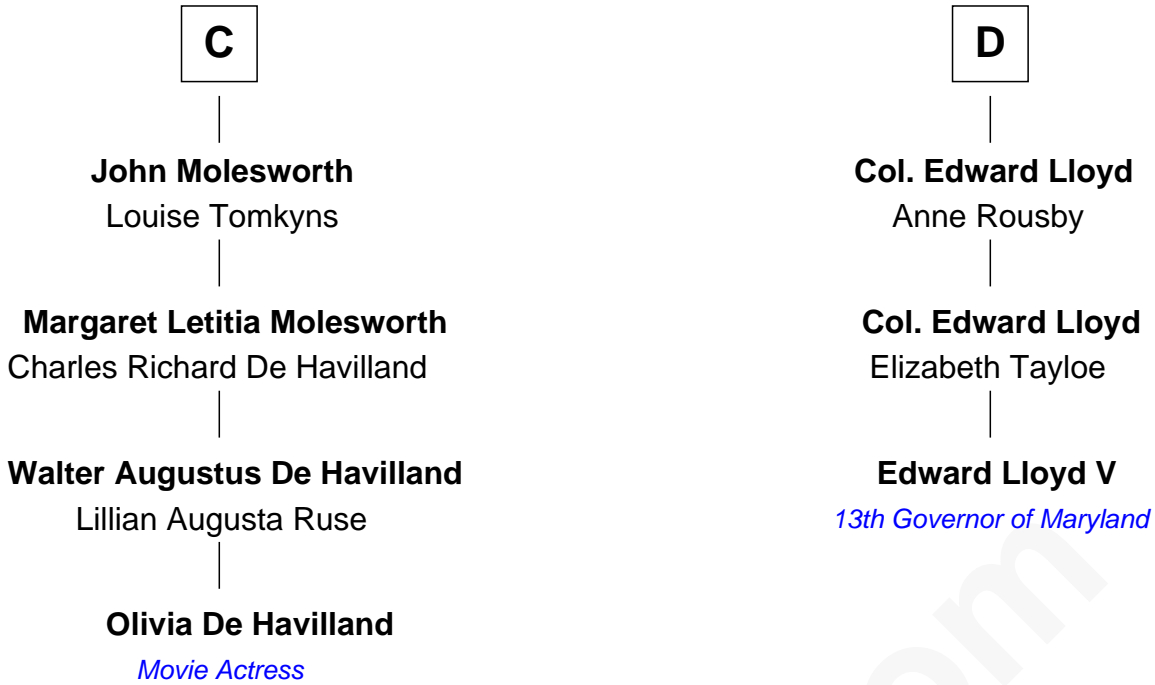 C
John Molesworth
Louise Tomkyns
Margaret Letitia Molesworth
Charles Richard De Havilland
Walter Augustus De Havilland
Lillian Augusta Ruse
Olivia De Havilland
Movie Actress
D
Col. Edward Lloyd
Anne Rousby
Col. Edward Lloyd
Elizabeth Tayloe
Edward Lloyd V
13th Governor of Maryland
om